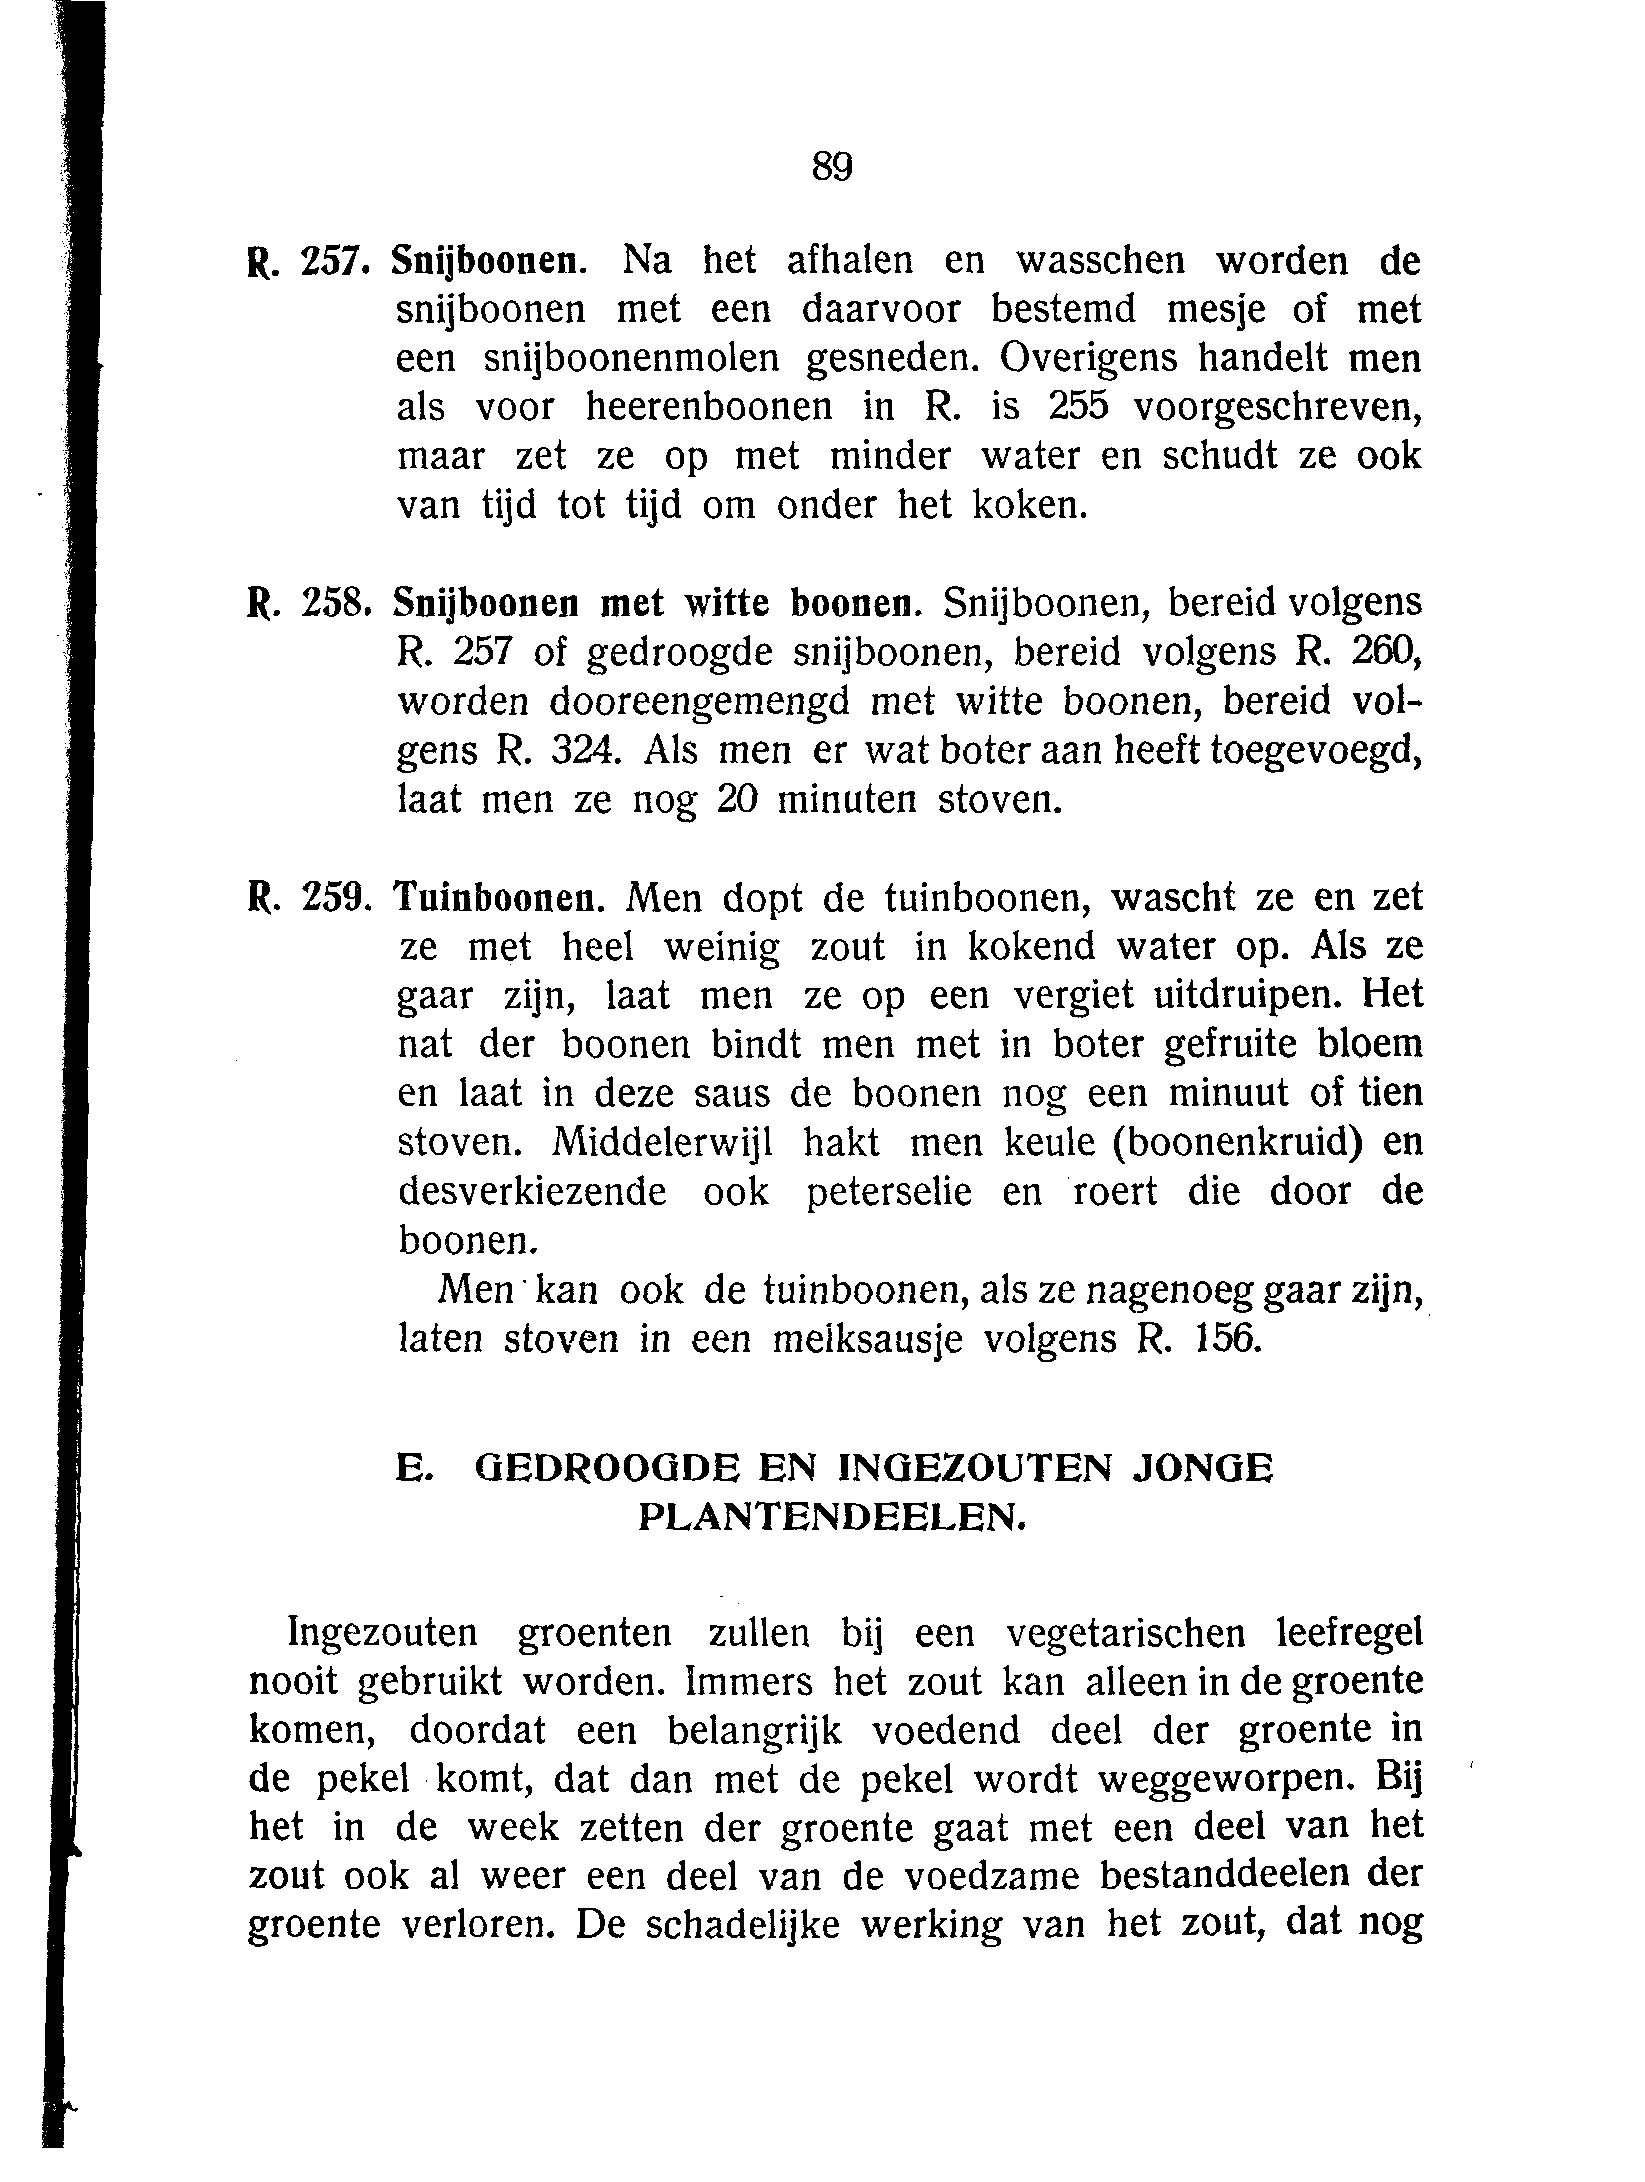 89
R. 257. Snijboonen. Na het afhalen en wasschen worden de
snijboonen met een daarvoor bestemd mesje of met
een snijboonenmolen gesneden. Overigens handelt men
als voor heerenboonen in R. is 255 voorgeschreven,
maar zet ze op met minder water en schudt ze ook
van tijd tot tijd om onder het koken.
R. 258. Snijboonen met witte boonen. Snijboonen, bereid volgens
R. 257 of gedroogde snijboonen, bereid volgens R. 260,
worden dooreengemengd met witte boonen, bereid vol-
gens R. 324. Als men er wat boter aan heeft toegevoegd,
laat men ze nog 20 minuten stoven.
R. 259. Tuinboonen. Men dopt de tuinboonen, wascht ze en zet
ze met heel weinig zout in kokend water op. Als ze
gaar zijn, laat men ze op een vergiet uitdruipen. Het
nat der boonen bindt men met in boter gefruite bloem
en laat in deze saus de boonen nog een minuut of tien
stoven. Middelerwijl hakt men keule (boonenkruid) en
desverkiezende ook peterselie en roert die door de
boonen.
Men kan ook de tuinboonen, als ze nagenoeg gaar zijn,
laten stoven in een melksausje volgens R. 156.
E. GEDROOGDE EN INGEZOUTEN JONGE
PLANTENDEELEN.
Ingezouten groenten zullen bij een vegetarischen leefregel
nooit gebruikt worden. Immers het zout kan alleen in de groente
komen, doordat een belangrijk voedend deel der groente in
de pekel komt, dat dan met de pekel wordt weggeworpen. Bij
het in de week zetten der groente gaat met een deel van het
zout ook al weer een deel van de voedzame bestanddeelen der
groente verloren. De schadelijke werking van het zout, dat nog